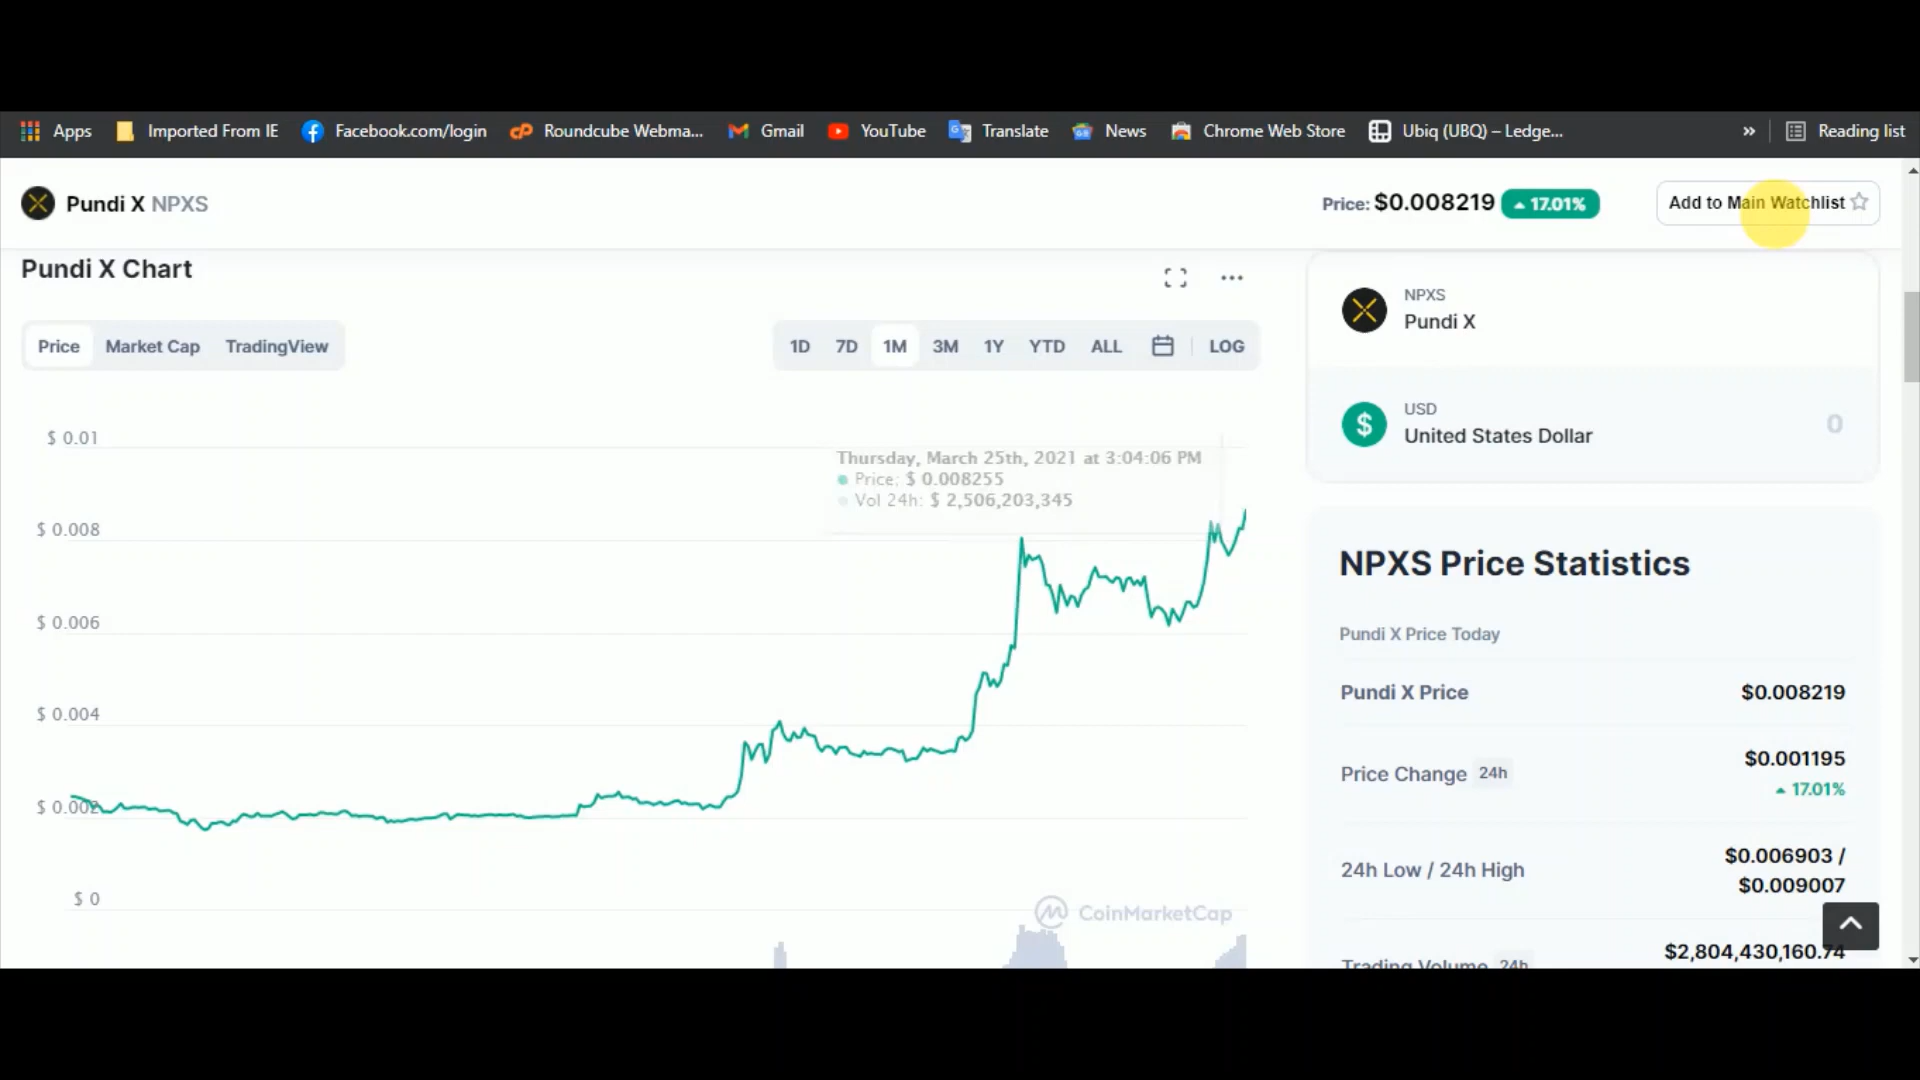 Apps Imported From IE Facebook.com/login Roundcube Webma... Gmail YouTube Translate News Chrome Web Store Ubiq (UBQ) – Ledge... » Reading list
Pundi X NPXS
Price: $0.008219 17.01%
Add to Main Watchlist
Pundi X Chart
Price Market Cap TradingView
1D 7D 1M 3M 1Y YTD ALL LOG
$ 0.01
$ 0.008
$ 0.006
$ 0.004
$ 0.002
$ 0
Thursday, March 25th, 2021 at 3:04:06 PM
Price: $ 0.008255
Vol 24h: $ 2,506,203,345
CoinMarketCap
NPXS
Pundi X
USD
United States Dollar
0
NPXS Price Statistics
Pundi X Price Today
Pundi X Price $0.008219
Price Change 24h $0.001195
17.01%
24h Low / 24h High $0.006903 /
$0.009007
Trading Volume 24h $2,804,430,160.74